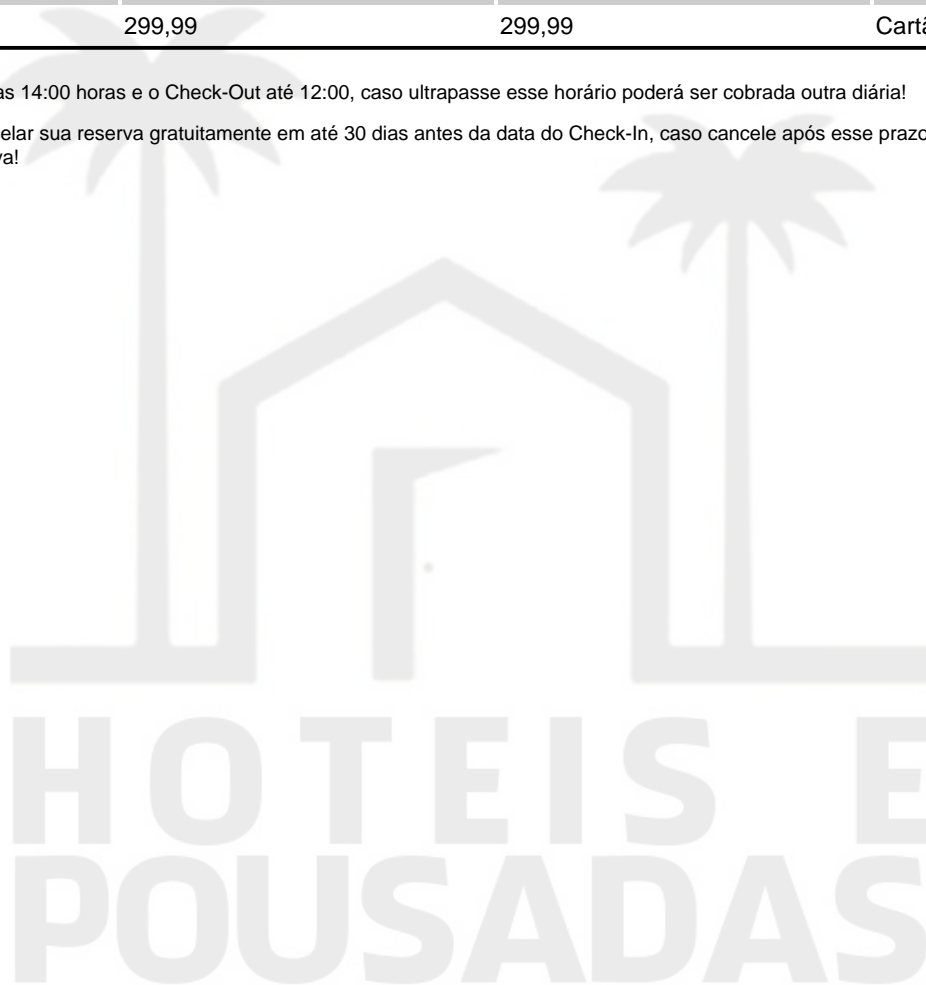 299,99 299,99 Cartã
as 14:00 horas e o Check-Out até 12:00, caso ultrapasse esse horário poderá ser cobrada outra diária!
elar sua reserva gratuitamente em até 30 dias antes da data do Check-In, caso cancele após esse prazo
va!
HOTEIS E
POUSADAS